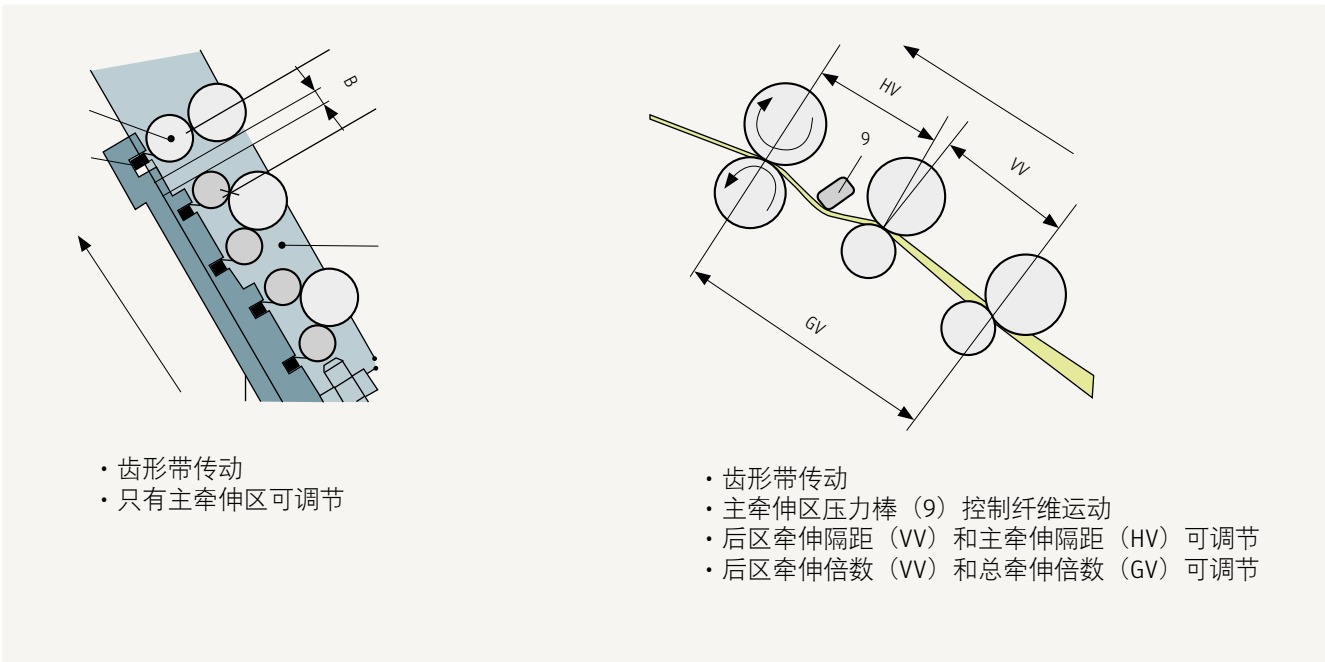 B
HV
9
VV
GV
・齿形带传动
・只有主牵伸区可调节
・齿形带传动
・主牵伸区压力棒（9）控制纤维运动
・后区牵伸隔距（VV）和主牵伸隔距（HV）可调节
・后区牵伸倍数（VV）和总牵伸倍数（GV）可调节